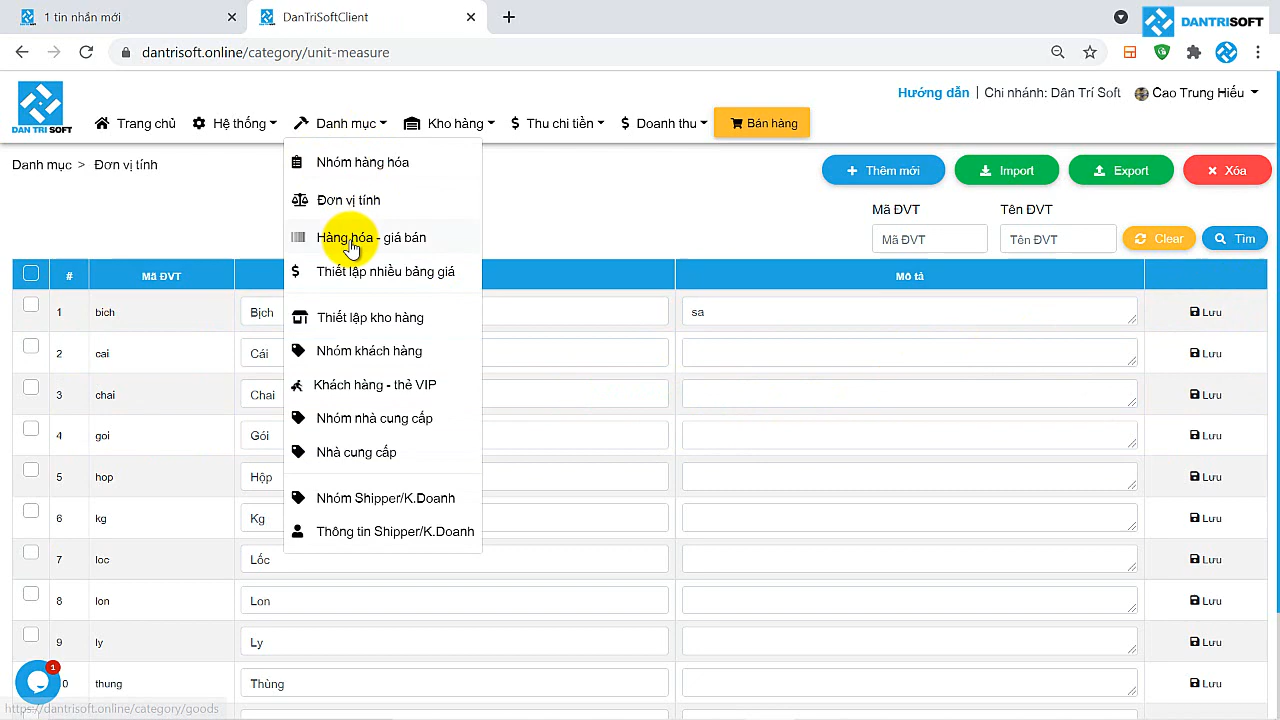 1 tin nhắn mới
DanTriSoftClient
DANTRISOFT
dantrisoft.online/category/unit-measure
DAN TRI SOFT
Hướng dẫn | Chi nhánh: Dân Trí Soft Cao Trung Hiếu
Trang chủ Hệ thống Danh mục Kho hàng Thu chi tiền Doanh thu Bán hàng
Danh mục > Đơn vị tính
Thêm mới Import Export Xóa
Mã ĐVT Tên ĐVT
Mã ĐVT Tên ĐVT Clear Tìm
Nhóm hàng hóa
Đơn vị tính
Hàng hóa - giá bán
Thiết lập nhiều bảng giá
Thiết lập kho hàng
Nhóm khách hàng
Khách hàng - thẻ VIP
Nhóm nhà cung cấp
Nhà cung cấp
Nhóm Shipper/K.Doanh
Thông tin Shipper/K.Doanh
# Mã ĐVT Mô tả
1 bich Bịch sa Lưu
2 cai Cái Lưu
3 chai Chai Lưu
4 goi Gói Lưu
5 hop Hộp Lưu
6 kg Kg Lưu
7 loc Lốc Lưu
8 lon Lon Lưu
9 ly Ly Lưu
0 thung Thùng Lưu
1
https://dantrisoft.online/category/goods